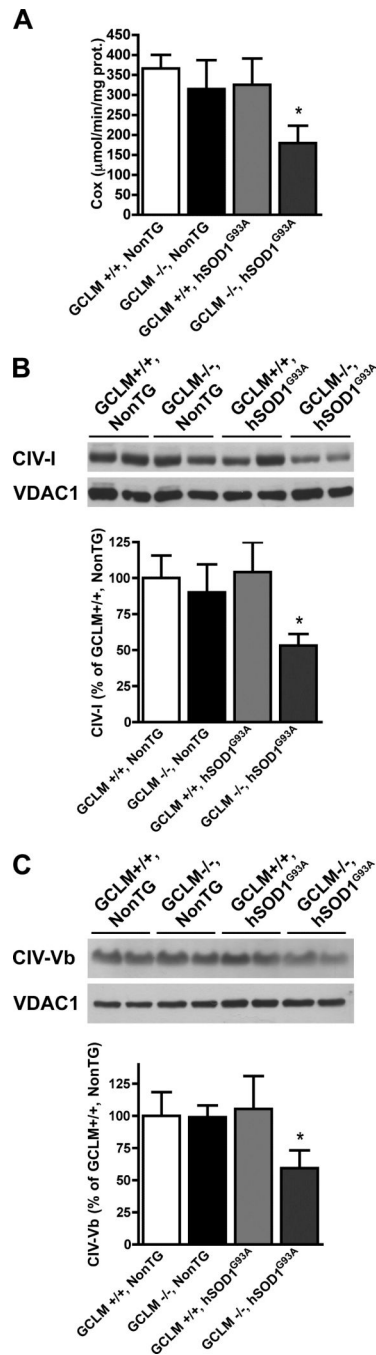 A
Cox (µmol/min/mg prot.)
400
350
300
250
200
150
100
50
0
*
GCLM +/+, NonTG
GCLM -/-, NonTG
GCLM +/+, hSOD1G93A
GCLM -/-, hSOD1G93A
B
GCLM+/+,
NonTG
GCLM-/-,
NonTG
GCLM+/+,
hSOD1G93A
GCLM-/-,
hSOD1G93A
CIV-I
VDAC1
CIV-I (% of GCLM+/+, NonTG)
125
100
75
50
25
0
*
GCLM +/+, NonTG
GCLM -/-, NonTG
GCLM +/+, hSOD1G93A
GCLM -/-, hSOD1G93A
C
GCLM+/+,
NonTG
GCLM-/-,
NonTG
GCLM+/+,
hSOD1G93A
GCLM-/-,
hSOD1G93A
CIV-Vb
VDAC1
CIV-Vb (% of GCLM+/+, NonTG)
125
100
75
50
25
0
*
GCLM +/+, NonTG
GCLM -/-, NonTG
GCLM +/+, hSOD1G93A
GCLM -/-, hSOD1G93A